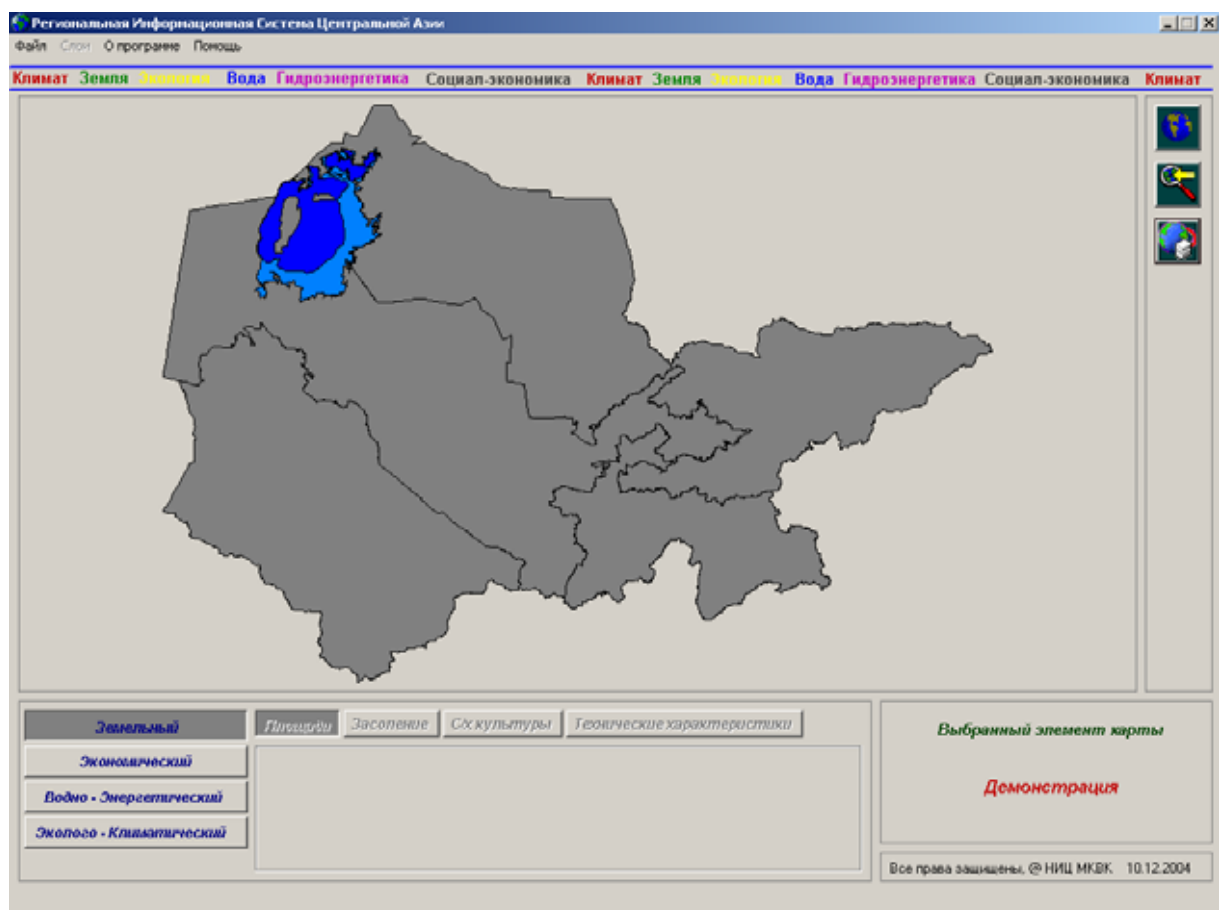 Региональная Информационная Система Центральной Азии
Файл Слои О программе Помощь
Климат Земля Экология Вода Гидроэнергетика Социал-экономика Климат Земля Экология Вода Гидроэнергетика Социал-экономика Климат
Земельный
Площади Засоление С/х культуры Технические характеристики
Экономический
Водно - Энергетический
Эколого - Климатический
Выбранный элемент карты
Демонстрация
Все права защищены, @ НИЦ МКВК 10.12.2004